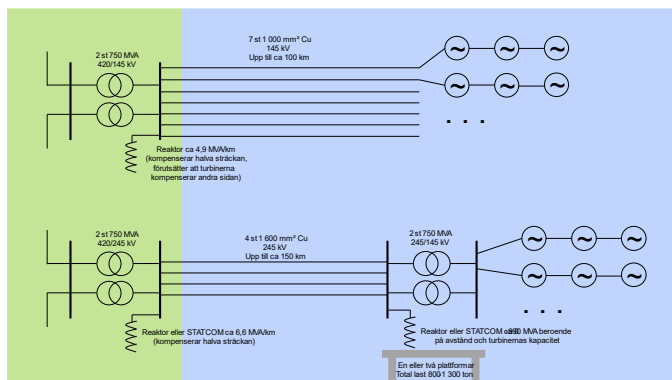 2 st 750 MVA
420/145 kV
7 st 1 000 mm² Cu
145 kV
Upp till ca 100 km
Reaktor ca 4,9 MVA/km
(kompenserar halva sträckan,
förutsätter att turbinerna
kompenserar andra sidan)
2 st 750 MVA
420/245 kV
4 st 1 600 mm² Cu
245 kV
Upp till ca 150 km
2 st 750 MVA
245/145 kV
Reaktor eller STATCOM ca 6,6 MVA/km
(kompenserar halva sträckan)
Reaktor eller STATCOM MVA beroende
på avstånd och turbinernas kapacitet
En eller två plattformar
Total last 800-1 300 ton